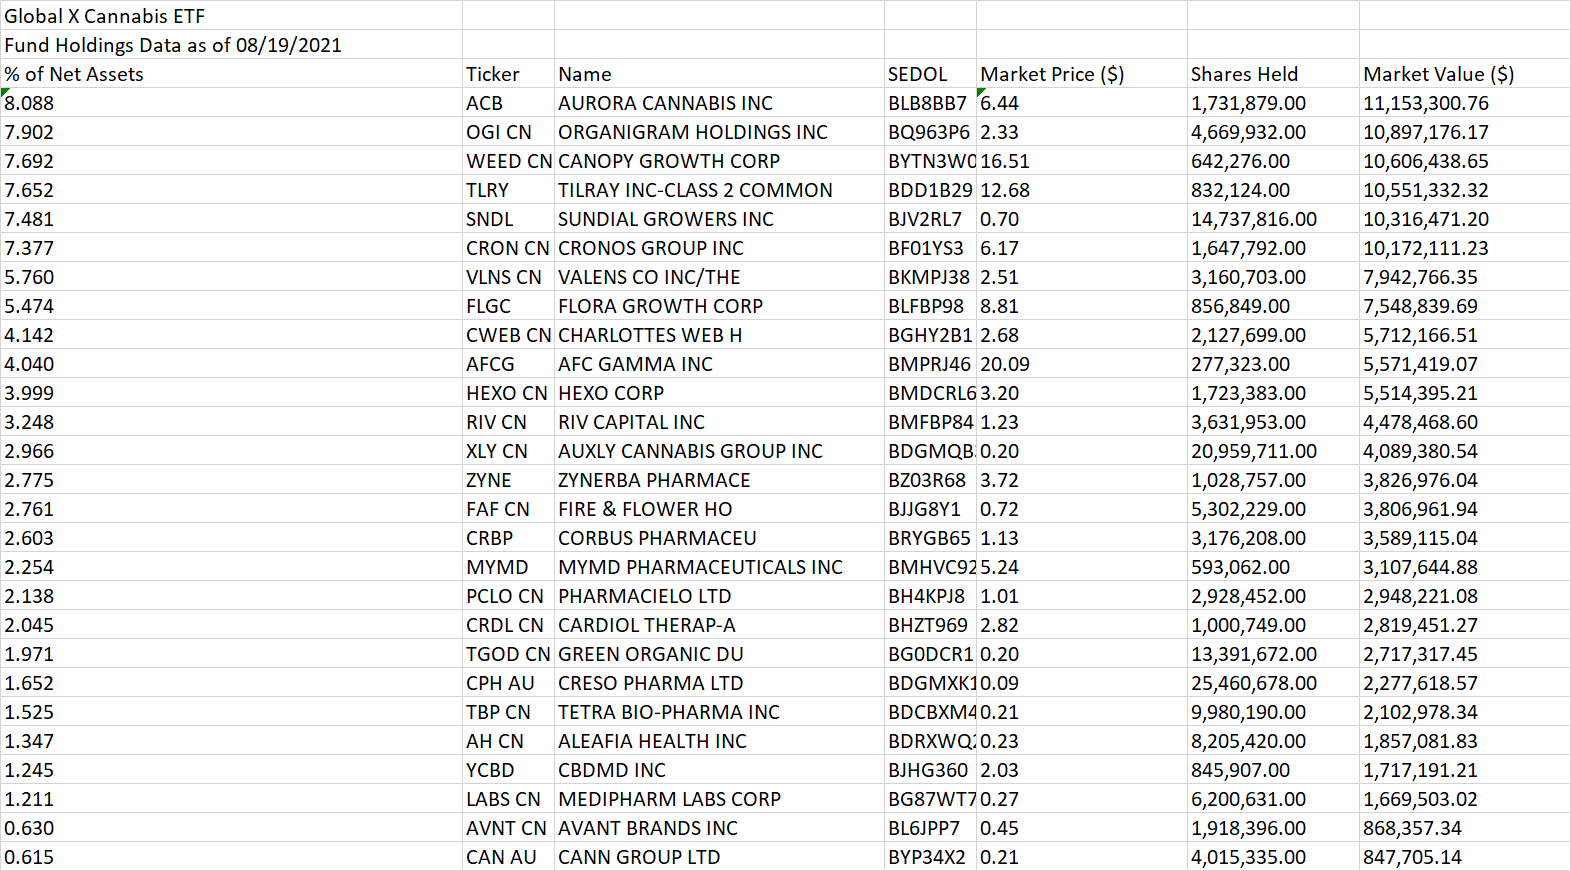 Global X Cannabis ETF
Fund Holdings Data as of 08/19/2021
% of Net Assets Ticker Name SEDOL Market Price ($) Shares Held Market Value ($)
8.088 ACB AURORA CANNABIS INC BLB8BB7 6.44 1,731,879.00 11,153,300.76
7.902 OGI CN ORGANIGRAM HOLDINGS INC BQ963P6 2.33 4,669,932.00 10,897,176.17
7.692 WEED CN CANOPY GROWTH CORP BYTN3W0 16.51 642,276.00 10,606,438.65
7.652 TLRY TILRAY INC-CLASS 2 COMMON BDD1B29 12.68 832,124.00 10,551,332.32
7.481 SNDL SUNDIAL GROWERS INC BJV2RL7 0.70 14,737,816.00 10,316,471.20
7.377 CRON CN CRONOS GROUP INC BF01YS3 6.17 1,647,792.00 10,172,111.23
5.760 VLNS CN VALENS CO INC/THE BKMPJ38 2.51 3,160,703.00 7,942,766.35
5.474 FLGC FLORA GROWTH CORP BLFBP98 8.81 856,849.00 7,548,839.69
4.142 CWEB CN CHARLOTTES WEB H BGHY2B1 2.68 2,127,699.00 5,712,166.51
4.040 AFCG AFC GAMMA INC BMPRJ46 20.09 277,323.00 5,571,419.07
3.999 HEXO CN HEXO CORP BMDCRL6 3.20 1,723,383.00 5,514,395.21
3.248 RIV CN RIV CAPITAL INC BMFBP84 1.23 3,631,953.00 4,478,468.60
2.966 XLY CN AUXLY CANNABIS GROUP INC BDGMQB 0.20 20,959,711.00 4,089,380.54
2.775 ZYNE ZYNERBA PHARMACE BZ03R68 3.72 1,028,757.00 3,826,976.04
2.761 FAF CN FIRE & FLOWER HO BJJG8Y1 0.72 5,302,229.00 3,806,961.94
2.603 CRBP CORBUS PHARMACEU BRYGB65 1.13 3,176,208.00 3,589,115.04
2.254 MYMD MYMD PHARMACEUTICALS INC BMHVC92 5.24 593,062.00 3,107,644.88
2.138 PCLO CN PHARMACIELO LTD BH4KPJ8 1.01 2,928,452.00 2,948,221.08
2.045 CRDL CN CARDIOL THERAP-A BHZT969 2.82 1,000,749.00 2,819,451.27
1.971 TGOD CN GREEN ORGANIC DU BG0DCR1 0.20 13,391,672.00 2,717,317.45
1.652 CPH AU CRESO PHARMA LTD BDGMXK1 0.09 25,460,678.00 2,277,618.57
1.525 TBP CN TETRA BIO-PHARMA INC BDCBXM4 0.21 9,980,190.00 2,102,978.34
1.347 AH CN ALEAFIA HEALTH INC BDRXWQ 0.23 8,205,420.00 1,857,081.83
1.245 YCBD CBDMD INC BJHG360 2.03 845,907.00 1,717,191.21
1.211 LABS CN MEDIPHARM LABS CORP BG87WT7 0.27 6,200,631.00 1,669,503.02
0.630 AVNT CN AVANT BRANDS INC BL6JPP7 0.45 1,918,396.00 868,357.34
0.615 CAN AU CANN GROUP LTD BYP34X2 0.21 4,015,335.00 847,705.14